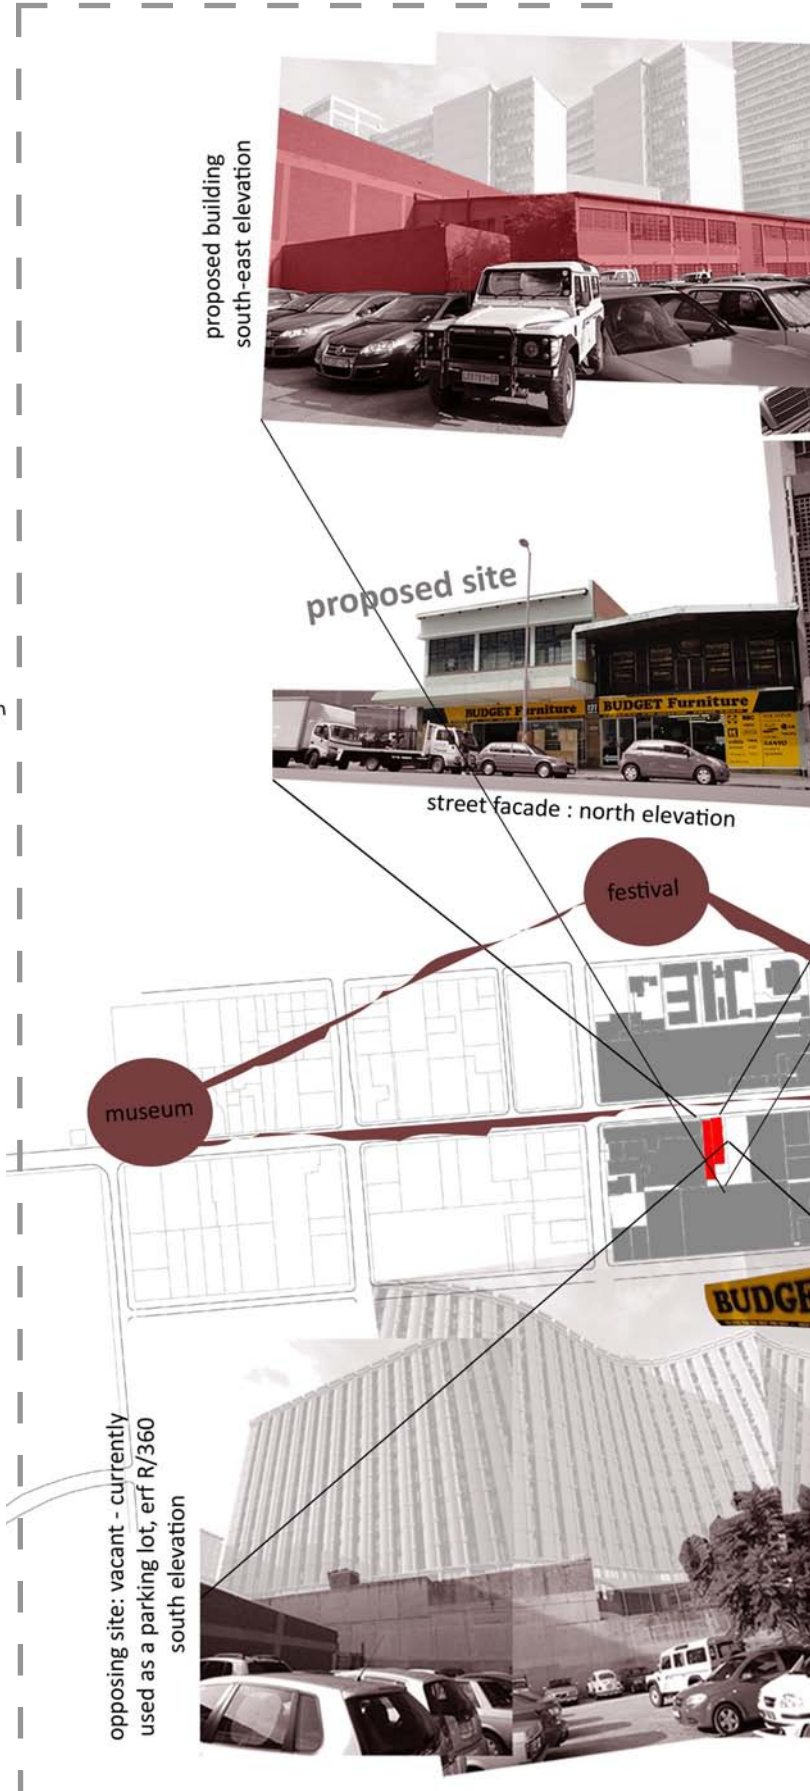 proposed building
south-east elevation
proposed site
BUDGET Furniture
BUDGET Furniture
street facade : north elevation
festival
museum
BUDGE
opposing site: vacant - currently
used as a parking lot, erf R/360
south elevation